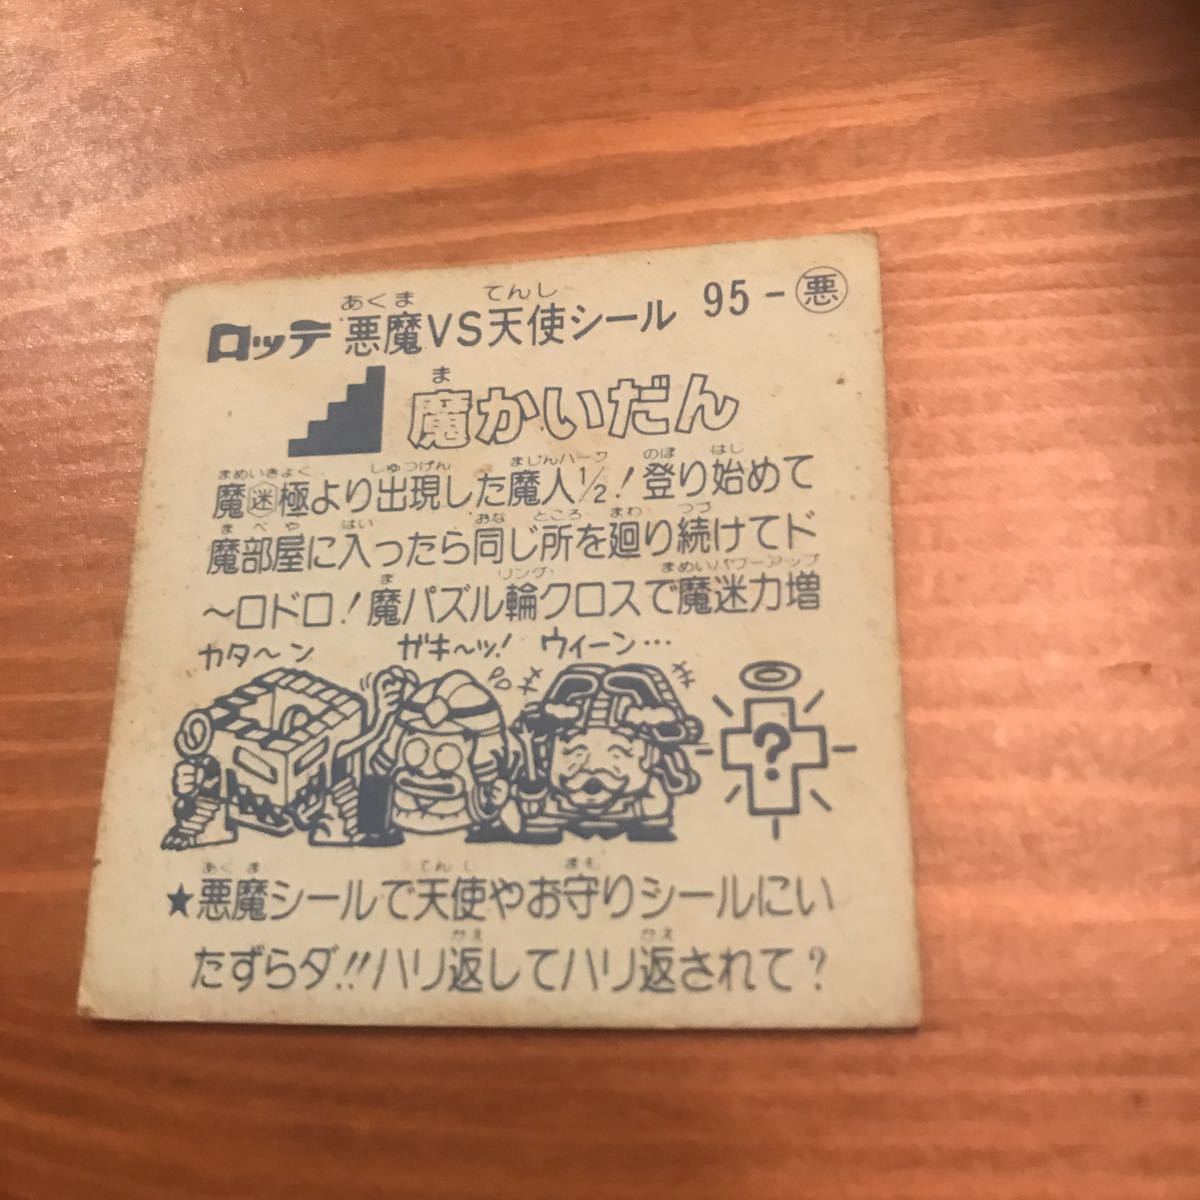 ロッテ 悪魔VS天使シール 95-悪
あくま てんし
魔かいだん
ま
まめいきょく しゅつげん まじんハーフ のぼ はじ
魔迷極より出現した魔人1/2!登り始めて
まべや はい おな ところ まわ つづ
魔部屋に入ったら同じ所を廻り続けてド
ま リング まめいパワーアップ
〜ロドロ!魔パズル輪クロスで魔迷力増
カタ〜ン ガキ〜ッ! ウィーン…
?
あくま てんし まも
★悪魔シールで天使やお守りシールにい
かえ かえ
たずらダ!!ハリ返してハリ返されて?